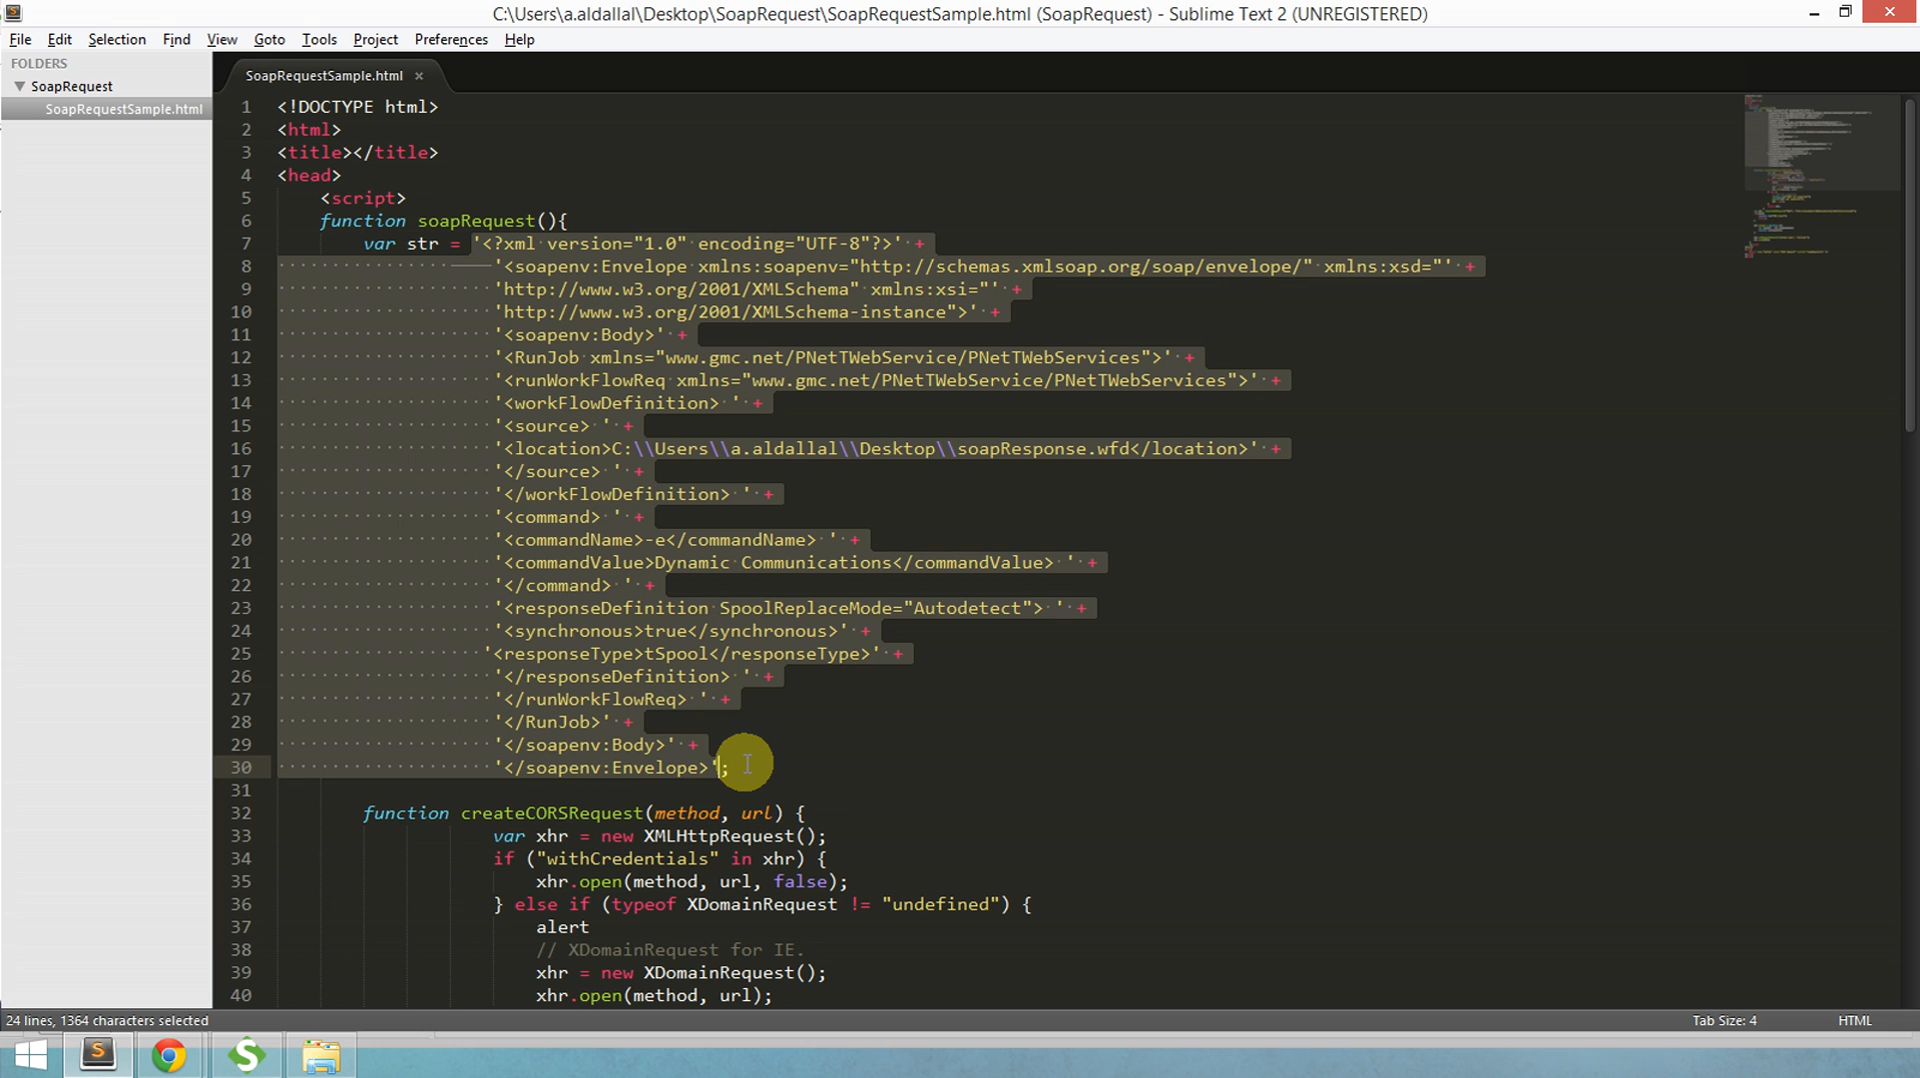 C:\Users\a.aldallal\Desktop\SoapRequest\SoapRequestSample.html (SoapRequest) - Sublime Text 2 (UNREGISTERED)
File Edit Selection Find View Goto Tools Project Preferences Help
FOLDERS
SoapRequest
SoapRequestSample.html
SoapRequestSample.html ×
1 <!DOCTYPE html>
2 <html>
3 <title></title>
4 <head>
5 <script>
6 function soapRequest(){
7 var str = '<?xml version="1.0" encoding="UTF-8"?>' +
8 '<soapenv:Envelope xmlns:soapenv="http://schemas.xmlsoap.org/soap/envelope/" xmlns:xsd="' +
9 'http://www.w3.org/2001/XMLSchema" xmlns:xsi="' +
10 'http://www.w3.org/2001/XMLSchema-instance">' +
11 '<soapenv:Body>' +
12 '<RunJob xmlns="www.gmc.net/PNetTWebService/PNetTWebServices">' +
13 '<runWorkFlowReq xmlns="www.gmc.net/PNetTWebService/PNetTWebServices">' +
14 '<workFlowDefinition> ' +
15 '<source> ' +
16 '<location>C:\\Users\\a.aldallal\\Desktop\\soapResponse.wfd</location>' +
17 '</source> ' +
18 '</workFlowDefinition> ' +
19 '<command> ' +
20 '<commandName>-e</commandName> ' +
21 '<commandValue>Dynamic Communications</commandValue> ' +
22 '</command> ' +
23 '<responseDefinition SpoolReplaceMode="Autodetect"> ' +
24 '<synchronous>true</synchronous>' +
25 '<responseType>tSpool</responseType>' +
26 '</responseDefinition> ' +
27 '</runWorkFlowReq> ' +
28 '</RunJob>' +
29 '</soapenv:Body>' +
30 '</soapenv:Envelope>';
31
32 function createCORSRequest(method, url) {
33 var xhr = new XMLHttpRequest();
34 if ("withCredentials" in xhr) {
35 xhr.open(method, url, false);
36 } else if (typeof XDomainRequest != "undefined") {
37 alert
38 // XDomainRequest for IE.
39 xhr = new XDomainRequest();
40 xhr.open(method, url);
24 lines, 1364 characters selected
Tab Size: 4
HTML